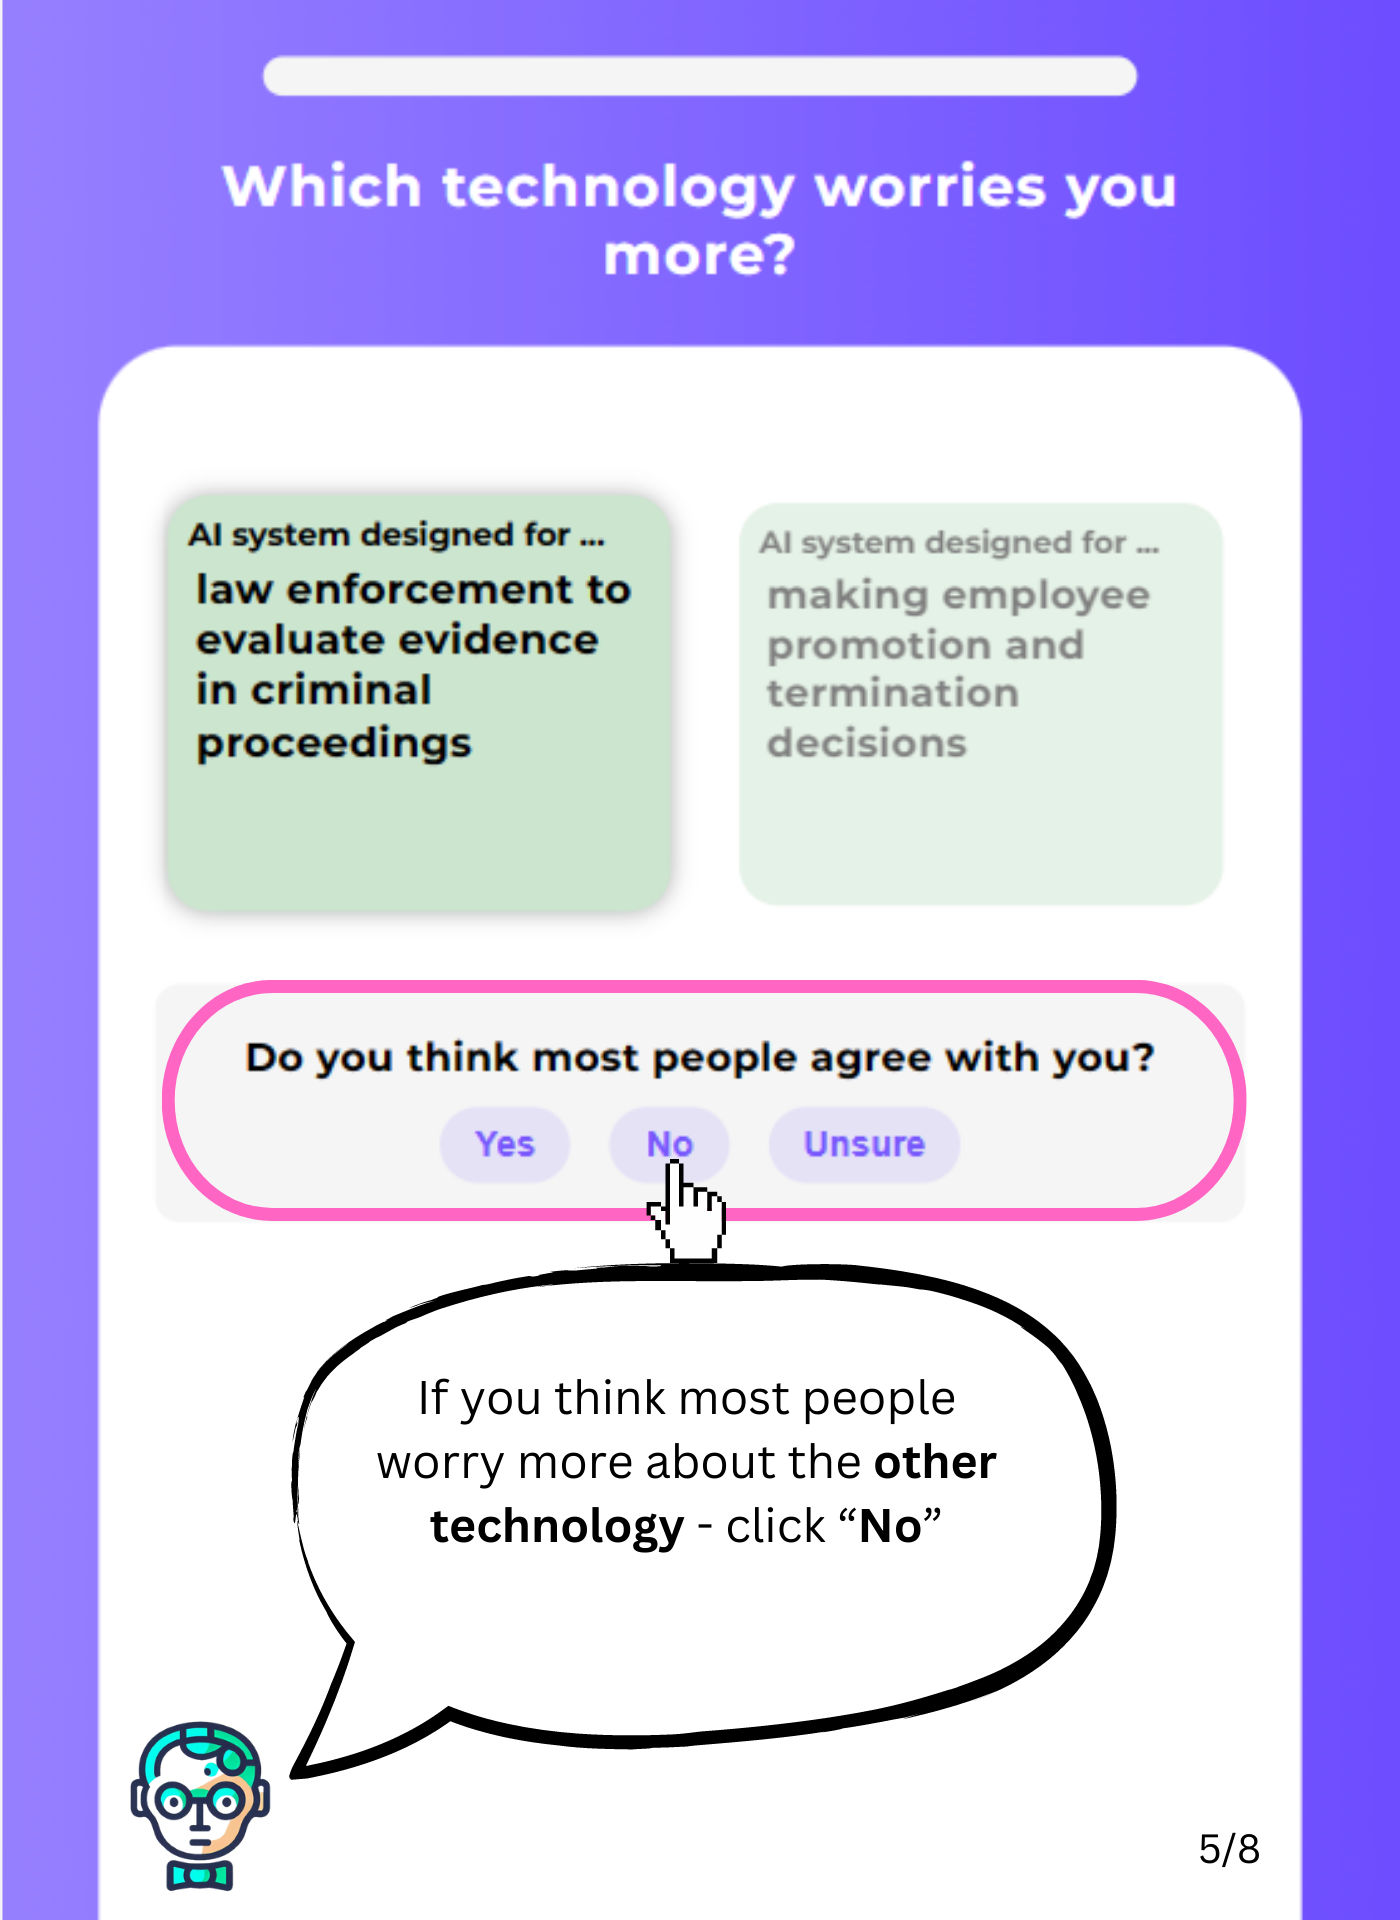 Which technology worries you
more?
AI system designed for ...
law enforcement to
evaluate evidence
in criminal
proceedings
AI system designed for ...
making employee
promotion and
termination
decisions
Do you think most people agree with you?
Yes
No
Unsure
If you think most people
worry more about the other
technology - click “No”
5/8